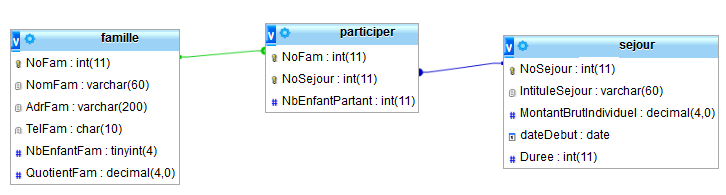 famille
NoFam : int(11)
NomFam : varchar(60)
AdrFam : varchar(200)
TelFam : char(10)
NbEnfantFam : tinyint(4)
QuotientFam : decimal(4,0)
participer
NoFam : int(11)
NoSejour : int(11)
NbEnfantPartant : int(11)
sejour
NoSejour : int(11)
IntituleSejour : varchar(60)
MontantBrutIndividuel : decimal(4,0)
dateDebut : date
Duree : int(11)